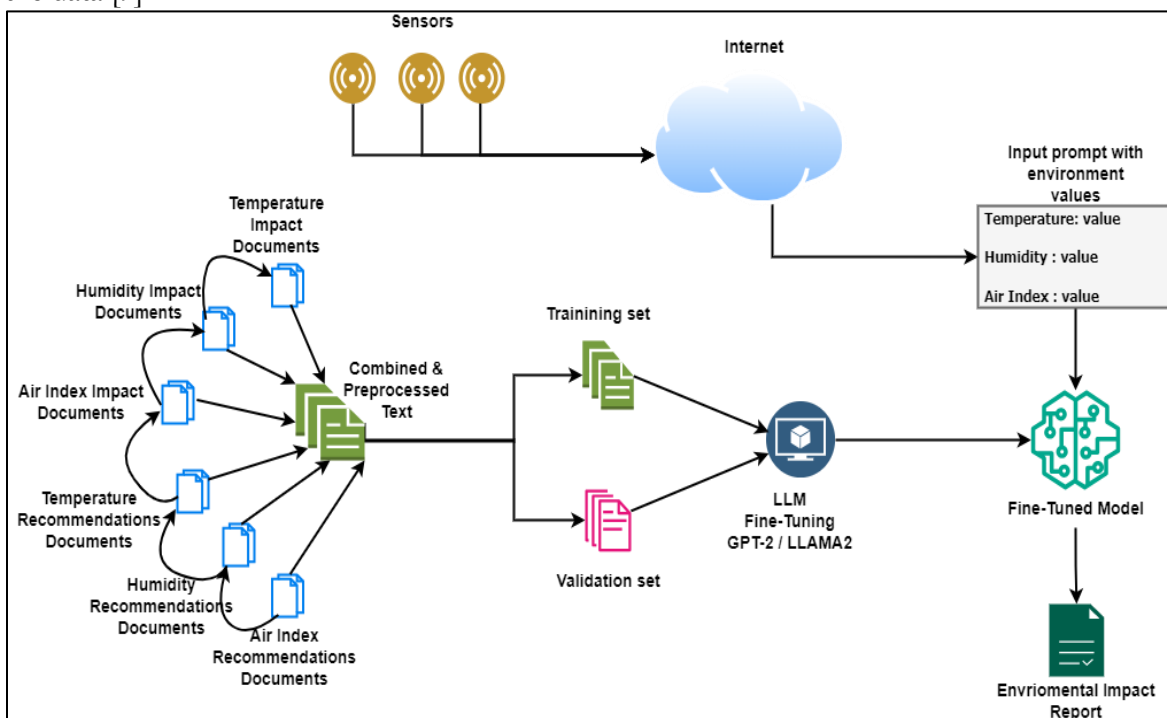 Sensors
Internet
Input prompt with
environment
values
Temperature: value
Humidity : value
Air Index : value
Temperature
Impact
Documents
Humidity Impact
Documents
Air Index Impact
Documents
Temperature
Recommendations
Documents
Humidity
Recommendations
Documents
Air Index
Recommendations
Documents
Combined &
Preprocessed
Text
Trainining set
Validation set
LLM
Fine-Tuning
GPT-2 / LLAMA2
Fine-Tuned Model
Enviromental Impact
Report